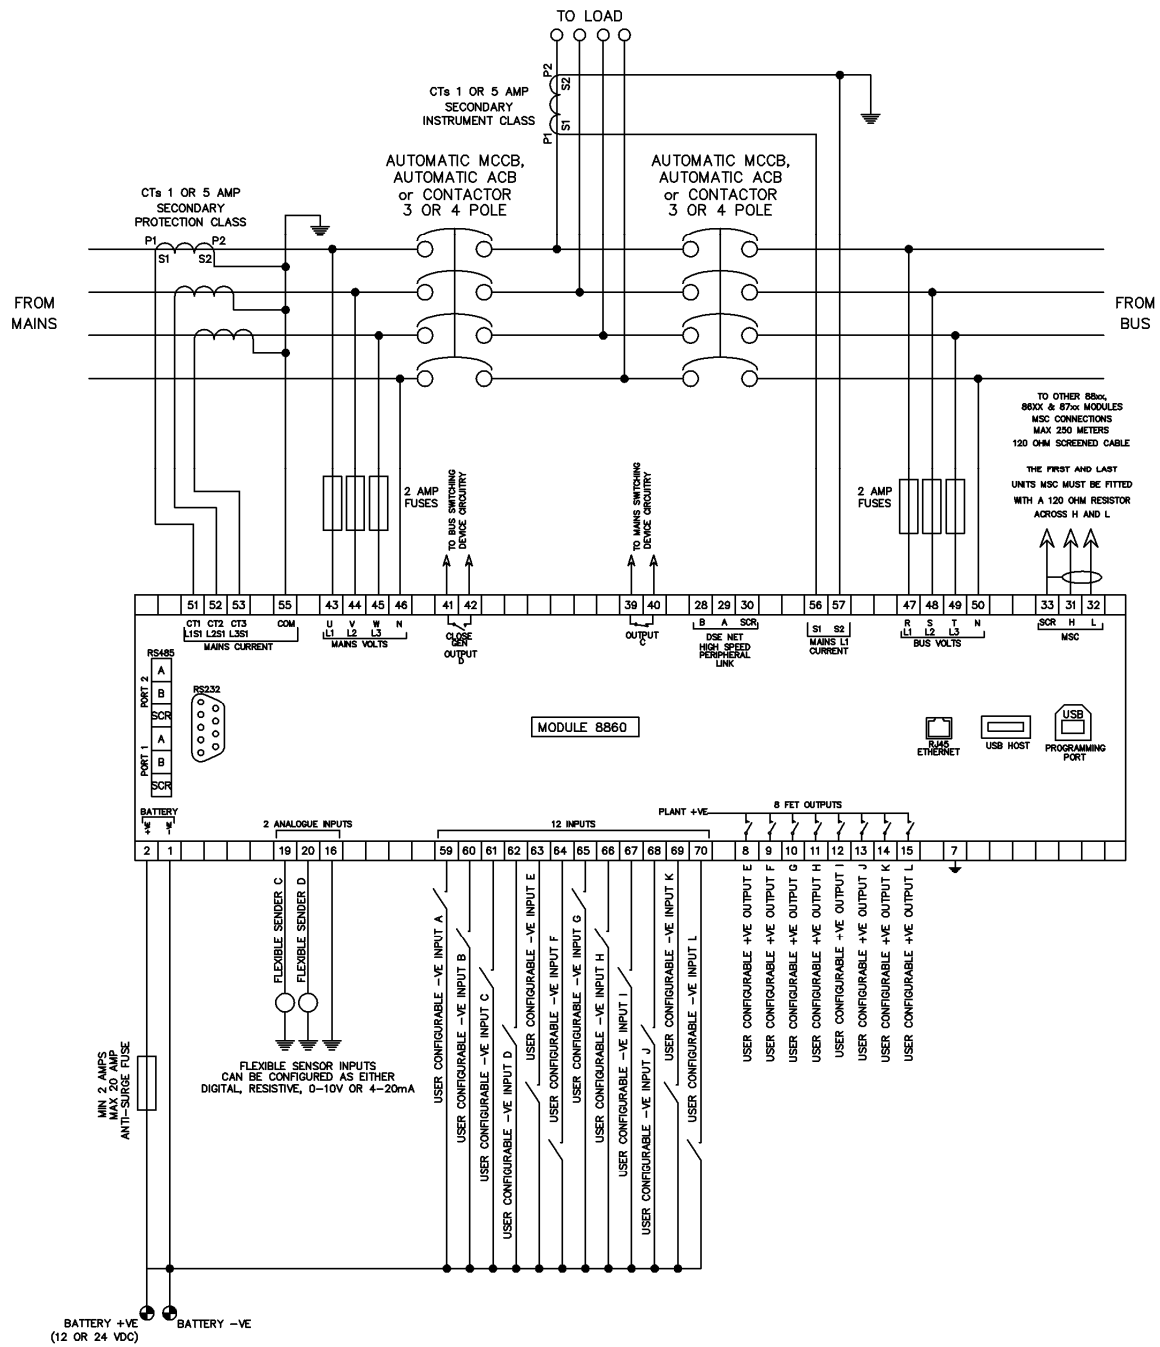 TO LOAD
P2
S2
CTs 1 OR 5 AMP
SECONDARY
INSTRUMENT CLASS
S1
P1
AUTOMATIC MCCB,
AUTOMATIC ACB
or CONTACTOR
3 OR 4 POLE
AUTOMATIC MCCB,
AUTOMATIC ACB
or CONTACTOR
3 OR 4 POLE
CTs 1 OR 5 AMP
SECONDARY
PROTECTION CLASS
P1
P2
S1
S2
FROM
MAINS
FROM
BUS
TO OTHER 88xx,
86XX & 87xx MODULES
MSC CONNECTIONS
MAX 250 METERS
120 OHM SCREENED CABLE
THE FIRST AND LAST
UNITS MSC MUST BE FITTED
WITH A 120 OHM RESISTOR
ACROSS H AND L
2 AMP
FUSES
TO BUS SWITCHING
DEVICE CIRCUITRY
TO MAINS SWITCHING
DEVICE CIRCUITRY
2 AMP
FUSES
51 52 53 55 43 44 45 46 41 42 39 40 28 29 30 56 57 47 48 49 50 33 31 32
CT1 CT2 CT3 COM
L1S1 L2S1 L3S1
MAINS CURRENT
U V W N
L1 L2 L3
MAINS VOLTS
CLOSE
GEN
OUTPUT
D
OUTPUT
C
B A SCR
DSE NET
HIGH SPEED
PERIPHERAL
LINK
S1 S2
MAINS L1
CURRENT
R S T N
L1 L2 L3
BUS VOLTS
SCR H L
MSC
RS485
PORT 2
A
B
SCR
PORT 1
A
B
SCR
RS232
MODULE 8860
RJ45
ETHERNET
USB HOST
USB
PROGRAMMING
PORT
BATTERY
+VE
-VE
2 ANALOGUE INPUTS
12 INPUTS
PLANT +VE
8 FET OUTPUTS
2 1 19 20 16 59 60 61 62 63 64 65 66 67 68 69 70 8 9 10 11 12 13 14 15 7
FLEXIBLE SENDER C
FLEXIBLE SENDER D
USER CONFIGURABLE -VE INPUT A
USER CONFIGURABLE -VE INPUT B
USER CONFIGURABLE -VE INPUT C
USER CONFIGURABLE -VE INPUT D
USER CONFIGURABLE -VE INPUT E
USER CONFIGURABLE -VE INPUT F
USER CONFIGURABLE -VE INPUT G
USER CONFIGURABLE -VE INPUT H
USER CONFIGURABLE -VE INPUT I
USER CONFIGURABLE -VE INPUT J
USER CONFIGURABLE -VE INPUT K
USER CONFIGURABLE -VE INPUT L
USER CONFIGURABLE +VE OUTPUT E
USER CONFIGURABLE +VE OUTPUT F
USER CONFIGURABLE +VE OUTPUT G
USER CONFIGURABLE +VE OUTPUT H
USER CONFIGURABLE +VE OUTPUT I
USER CONFIGURABLE +VE OUTPUT J
USER CONFIGURABLE +VE OUTPUT K
USER CONFIGURABLE +VE OUTPUT L
MIN 2 AMPS
MAX 20 AMP
ANTI-SURGE FUSE
FLEXIBLE SENSOR INPUTS
CAN BE CONFIGURED AS EITHER
DIGITAL, RESISTIVE, 0-10V OR 4-20mA
BATTERY +VE
(12 OR 24 VDC)
BATTERY -VE